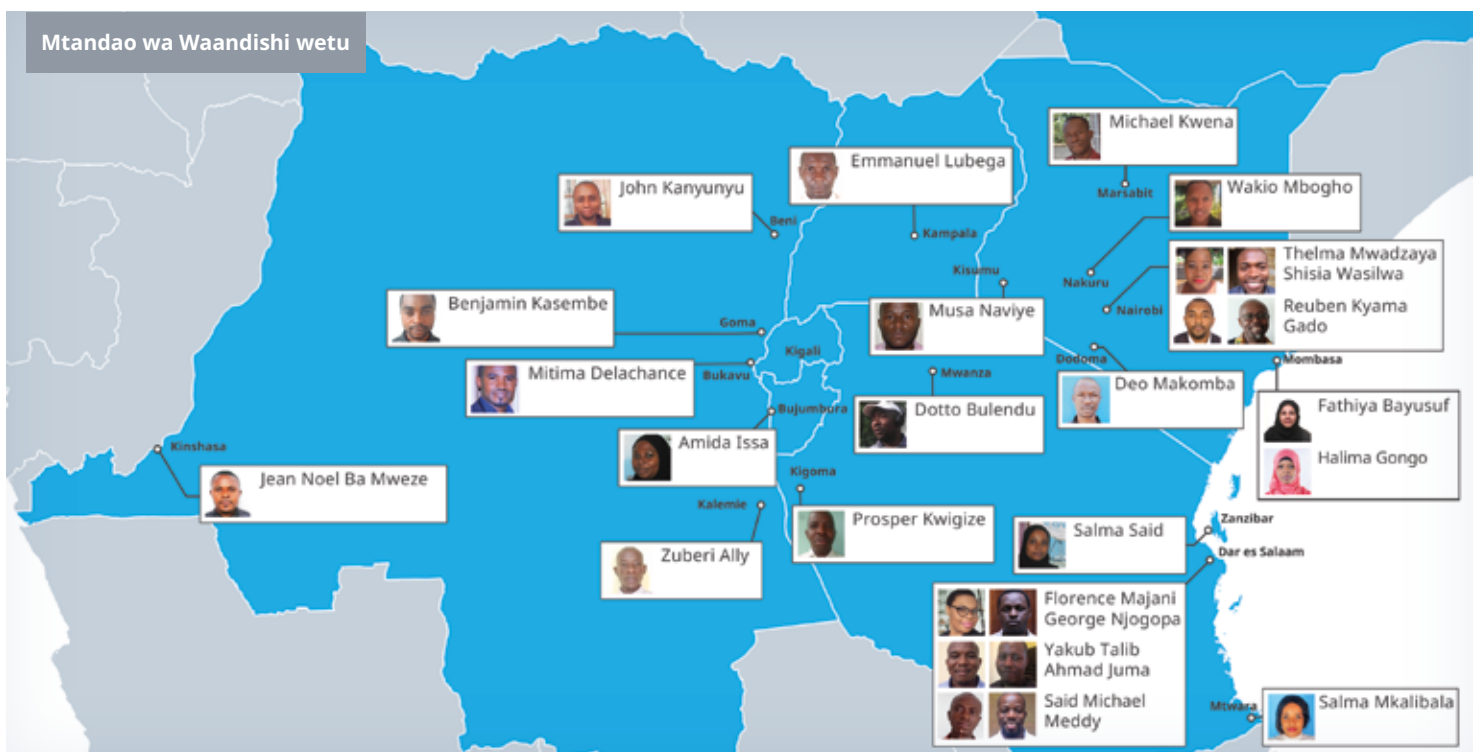 Mtandao wa Waandishi wetu
Michael Kwena
Marsabit
Emmanuel Lubega
Kampala
John Kanyunyu
Beni
Wakio Mbogho
Nakuru
Thelma Mwadzaya
Shisia Wasilwa
Reuben Kyama
Gado
Nairobi
Kisumu
Musa Naviye
Benjamin Kasembe
Goma
Kigali
Mitima Delachance
Bukavu
Dodoma
Deo Makomba
Mombasa
Fathiya Bayusuf
Halima Gongo
Mwanza
Dotto Bulendu
Bujumbura
Amida Issa
Kinshasa
Jean Noel Ba Mweze
Kigoma
Prosper Kwigize
Kalemie
Zuberi Ally
Salma Said
Zanzibar
Dar es Salaam
Florence Majani
George Njogopa
Yakub Talib
Ahmad Juma
Said Michael
Meddy
Mtwara
Salma Mkalibala